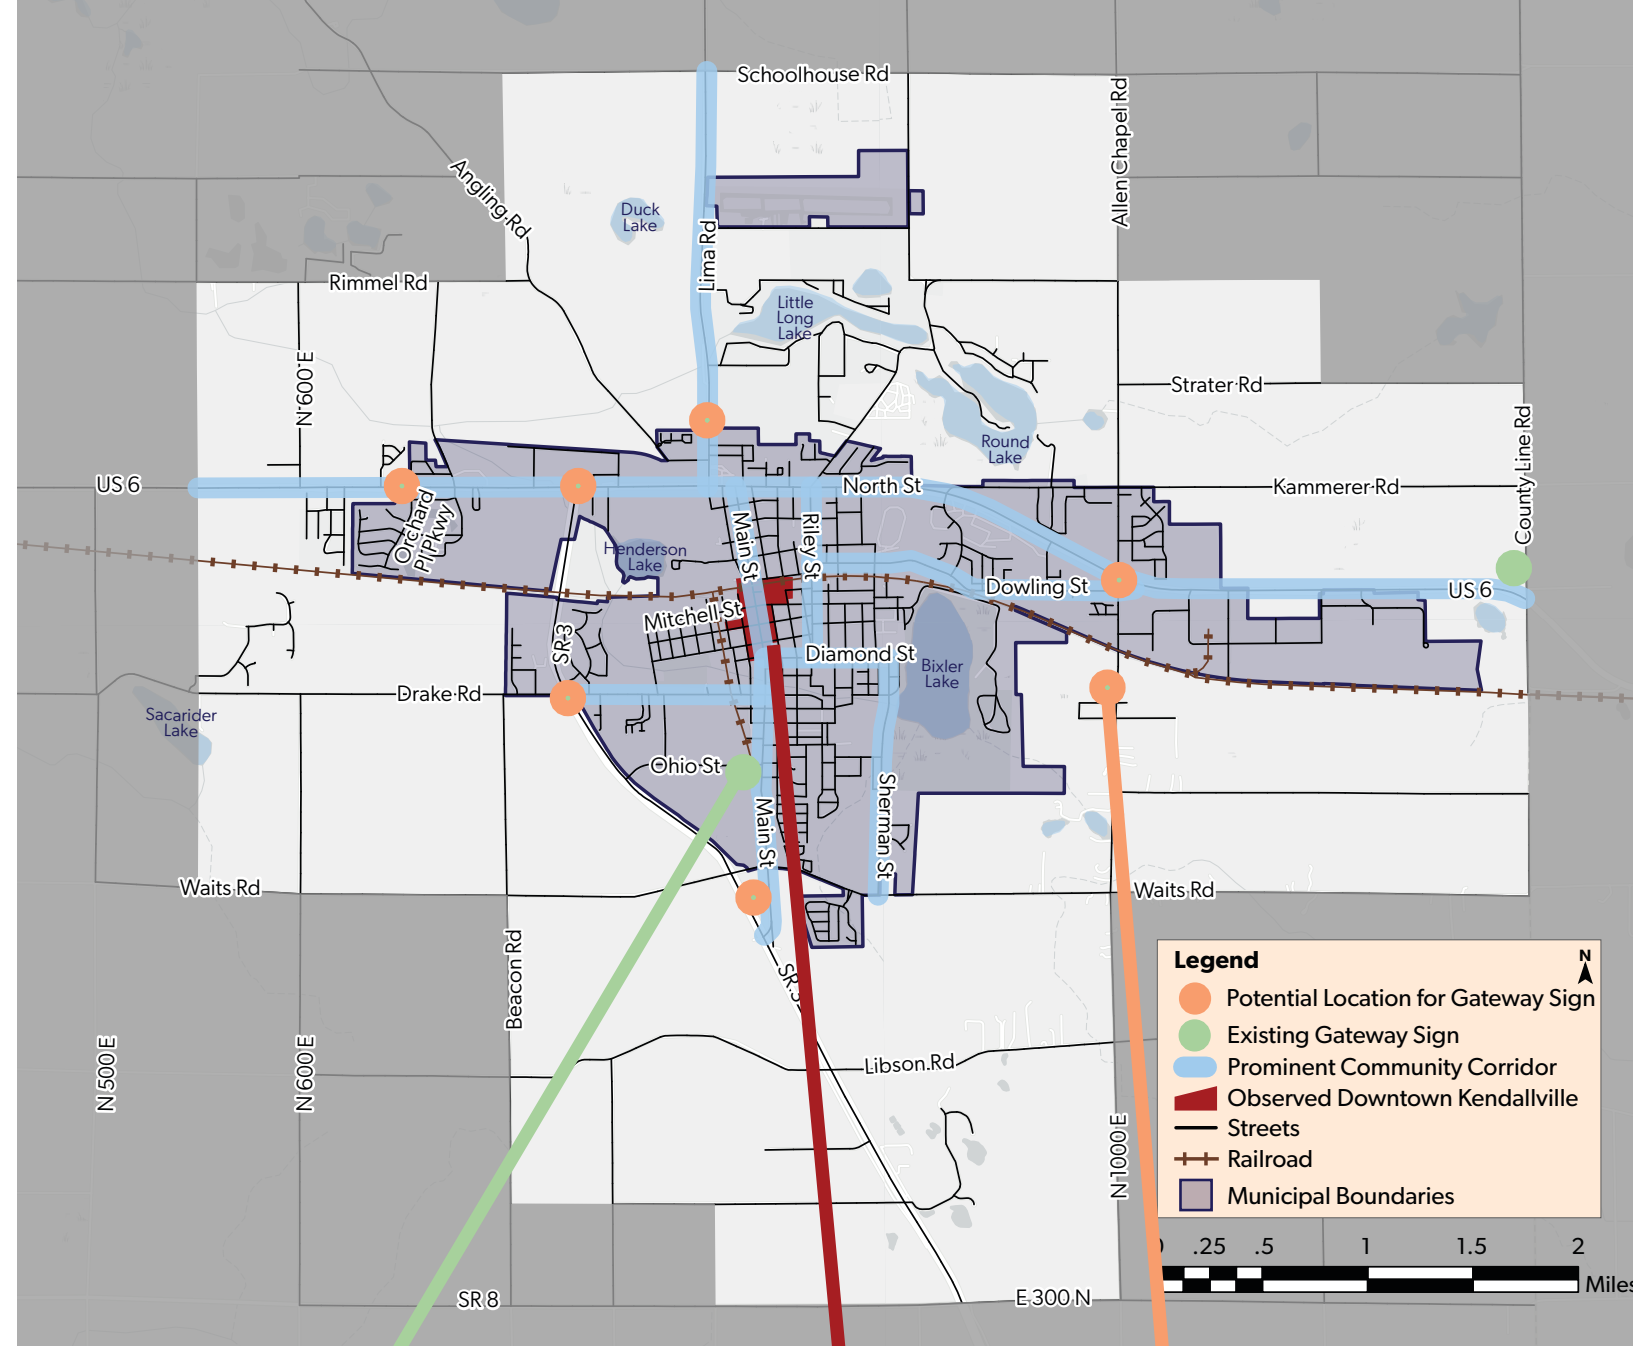 Schoolhouse Rd
Allen Chapel Rd
Angling Rd
Duck
Lake
Lima Rd
Rimmel Rd
Little
Long
Lake
N 600 E
Strater Rd
County Line Rd
Round
Lake
US 6
North St
Kammerer Rd
Orchard
Pl Pkwy
Main St
Riley St
Henderson
Lake
Dowling St
US 6
Mitchell St
SR 3
Diamond St
Bixler
Lake
Drake Rd
Sacarider
Lake
Ohio St
Main St
Sherman St
Waits Rd
Waits Rd
Beacon Rd
SR 3
N 500 E
N 600 E
Libson Rd
N 1000 E
SR 8
E 300 N
Legend
N
Potential Location for Gateway Sign
Existing Gateway Sign
Prominent Community Corridor
Observed Downtown Kendallville
Streets
Railroad
Municipal Boundaries
0 .25 .5 1 1.5 2
Miles